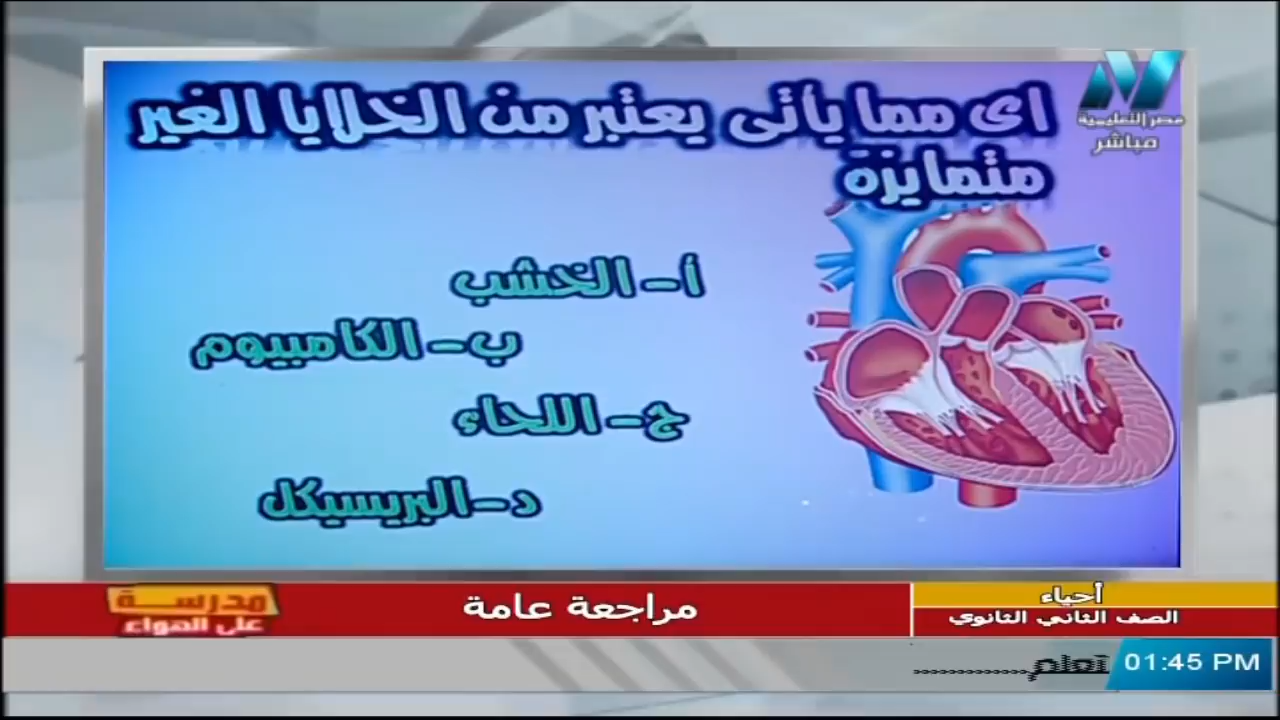 اى مما يأتى يعتبر من الخلايا الغير
متمايزة
أ- الخشب
ب- الكامبيوم
ج- اللحاء
د- البريسيكل
مصر التعليمية
مباشر
مدرسة
على الهواء
مراجعة عامة
أحياء
الصف الثاني الثانوي
تعلم..............
01:45 PM